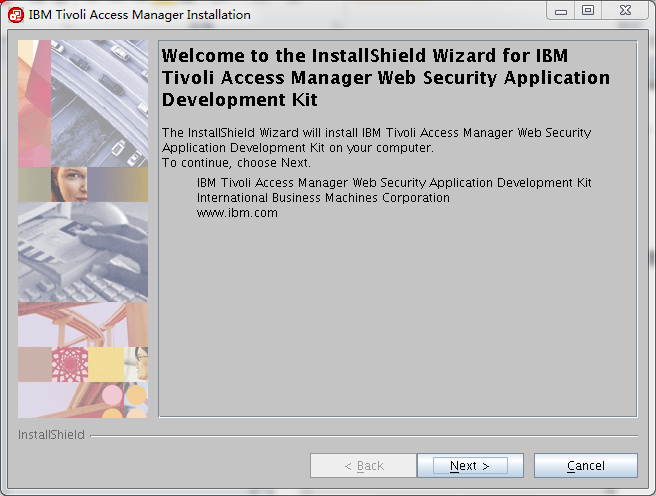 IBM Tivoli Access Manager Installation
Welcome to the InstallShield Wizard for IBM
Tivoli Access Manager Web Security Application
Development Kit
The InstallShield Wizard will install IBM Tivoli Access Manager Web Security
Application Development Kit on your computer.
To continue, choose Next.
IBM Tivoli Access Manager Web Security Application Development Kit
International Business Machines Corporation
www.ibm.com
InstallShield
< Back
Next >
Cancel